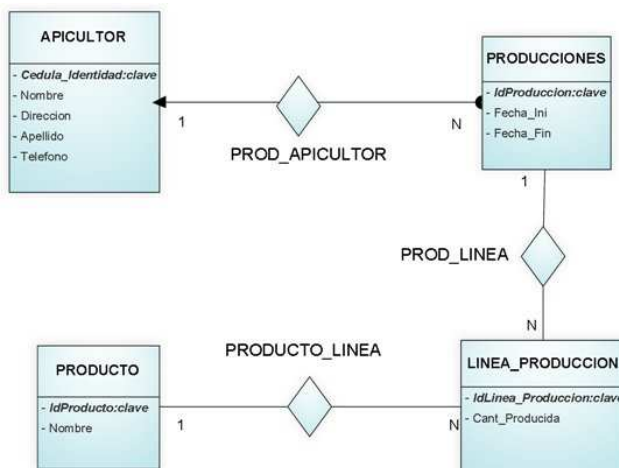 APICULTOR
- Cedula_Identidad:clave
- Nombre
- Direccion
- Apellido
- Telefono
1
N
PROD_APICULTOR
PRODUCCIONES
- IdProduccion:clave
- Fecha_Ini
- Fecha_Fin
1
PROD_LINEA
N
PRODUCTO
- IdProducto:clave
- Nombre
1
PRODUCTO_LINEA
N
LINEA_PRODUCCION
- IdLinea_Produccion:clave
- Cant_Producida